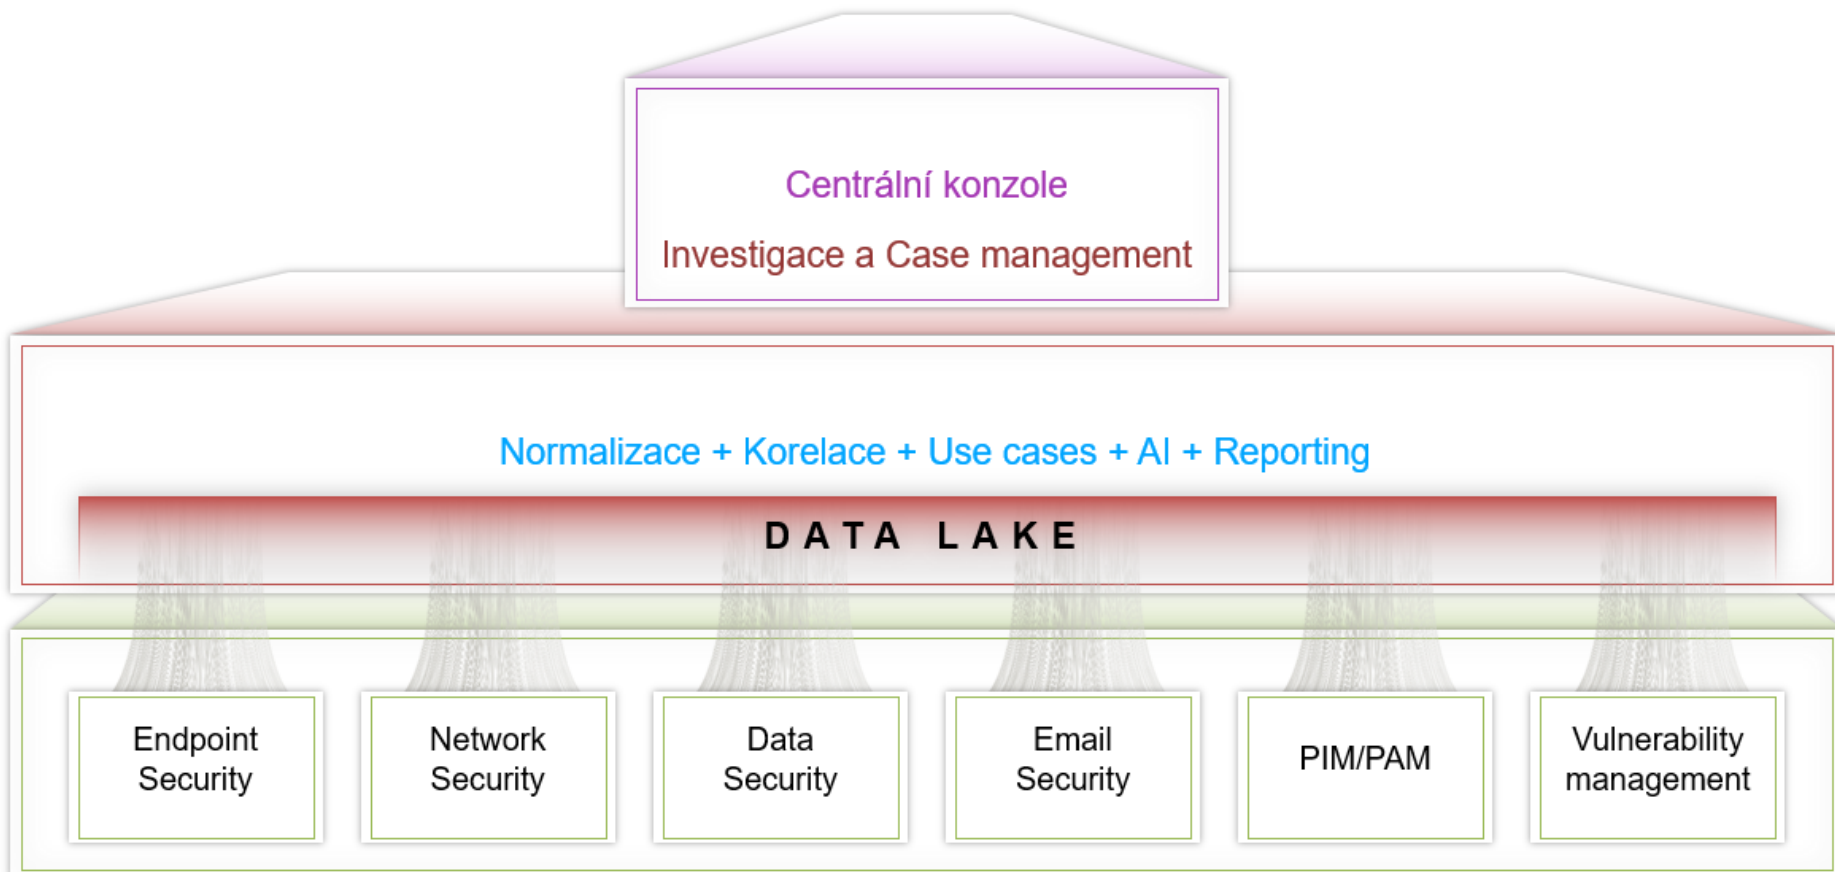 Centrální konzole
Investigace a Case management
Normalizace + Korelace + Use cases + AI + Reporting
DATA LAKE
Endpoint
Security
Network
Security
Data
Security
Email
Security
PIM/PAM
Vulnerability
management